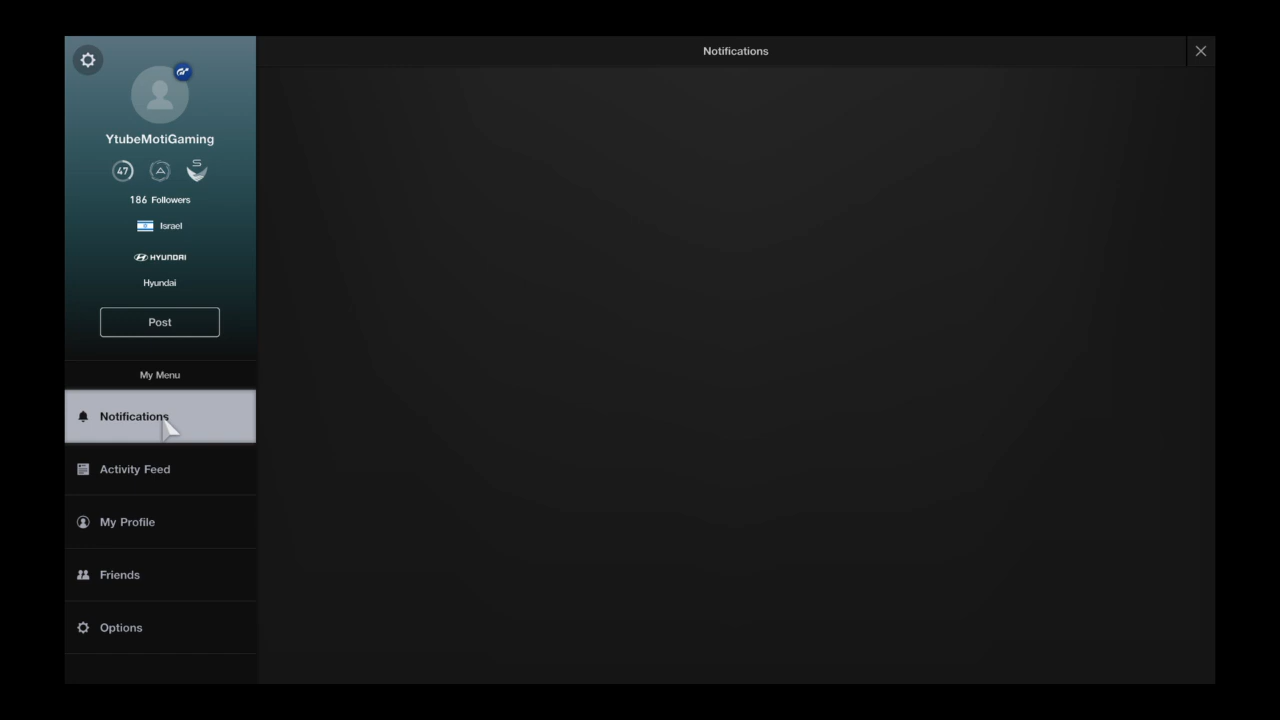 Notifications
YtubeMotiGaming
47 A S
186 Followers
Israel
HYUNDAI
Hyundai
Post
My Menu
Notifications
Activity Feed
My Profile
Friends
Options